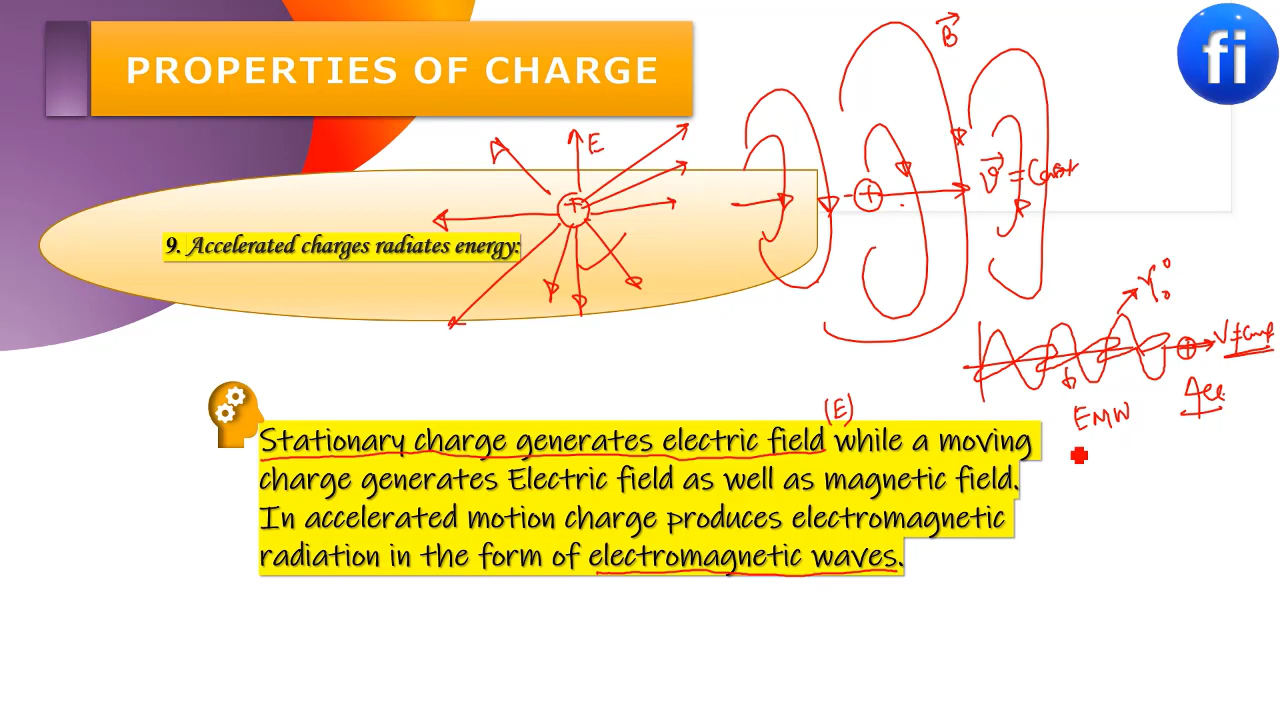 PROPERTIES OF CHARGE
fi
B
E
+
+
V = Const
9. Accelerated charges radiates energy:
+
Acc.
EMW
(E)
Stationary charge generates electric field while a moving
charge generates Electric field as well as magnetic field.
In accelerated motion charge produces electromagnetic
radiation in the form of electromagnetic waves.